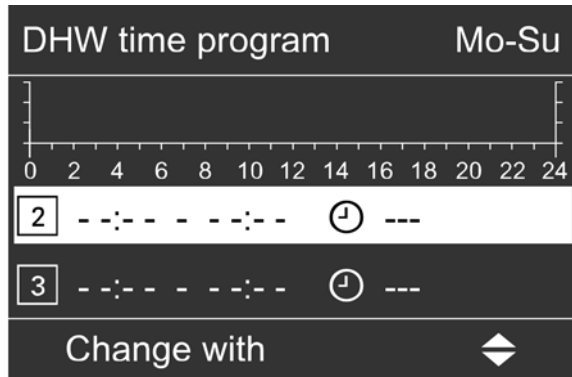 DHW time program Mo-Su
0 2 4 6 8 10 12 14 16 18 20 22 24
2 - -:- - - - -:- - ---
3 - -:- - - - -:- - ---
Change with